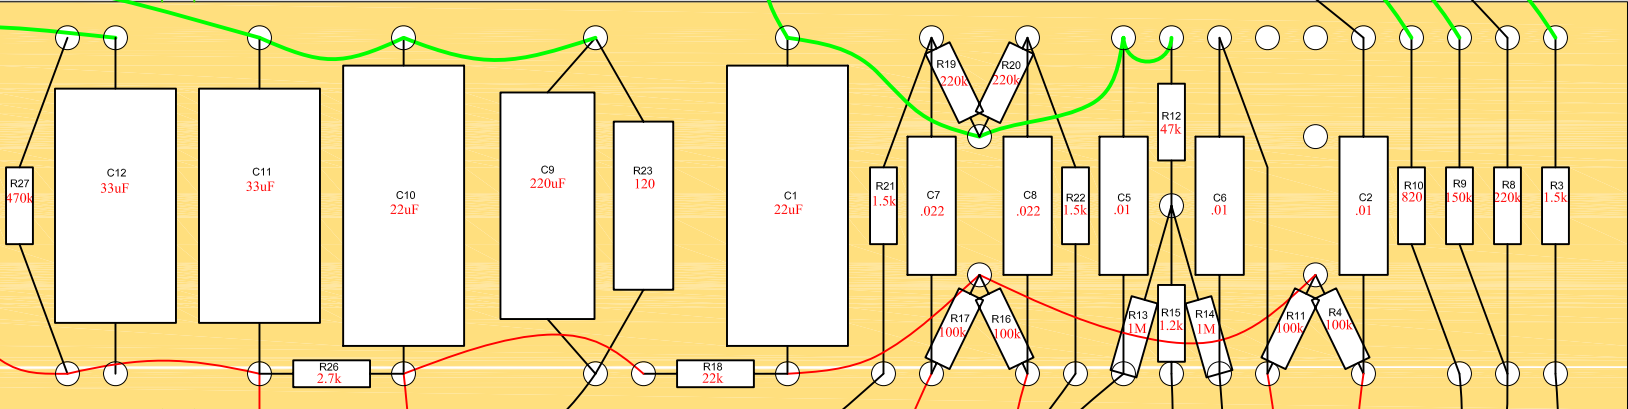 R27
470k
C12
33uF
C11
33uF
C10
22uF
C9
220uF
R23
120
C1
22uF
R19
220k
R20
220k
R21
1.5k
C7
.022
C8
.022
R22
1.5k
C5
.01
R12
47k
C6
.01
C2
.01
R10
820
R9
150k
R8
220k
R3
1.5k
R26
2.7k
R18
22k
R17
100k
R16
100k
R13
1M
R15
1.2k
R14
1M
R11
100k
R4
100k